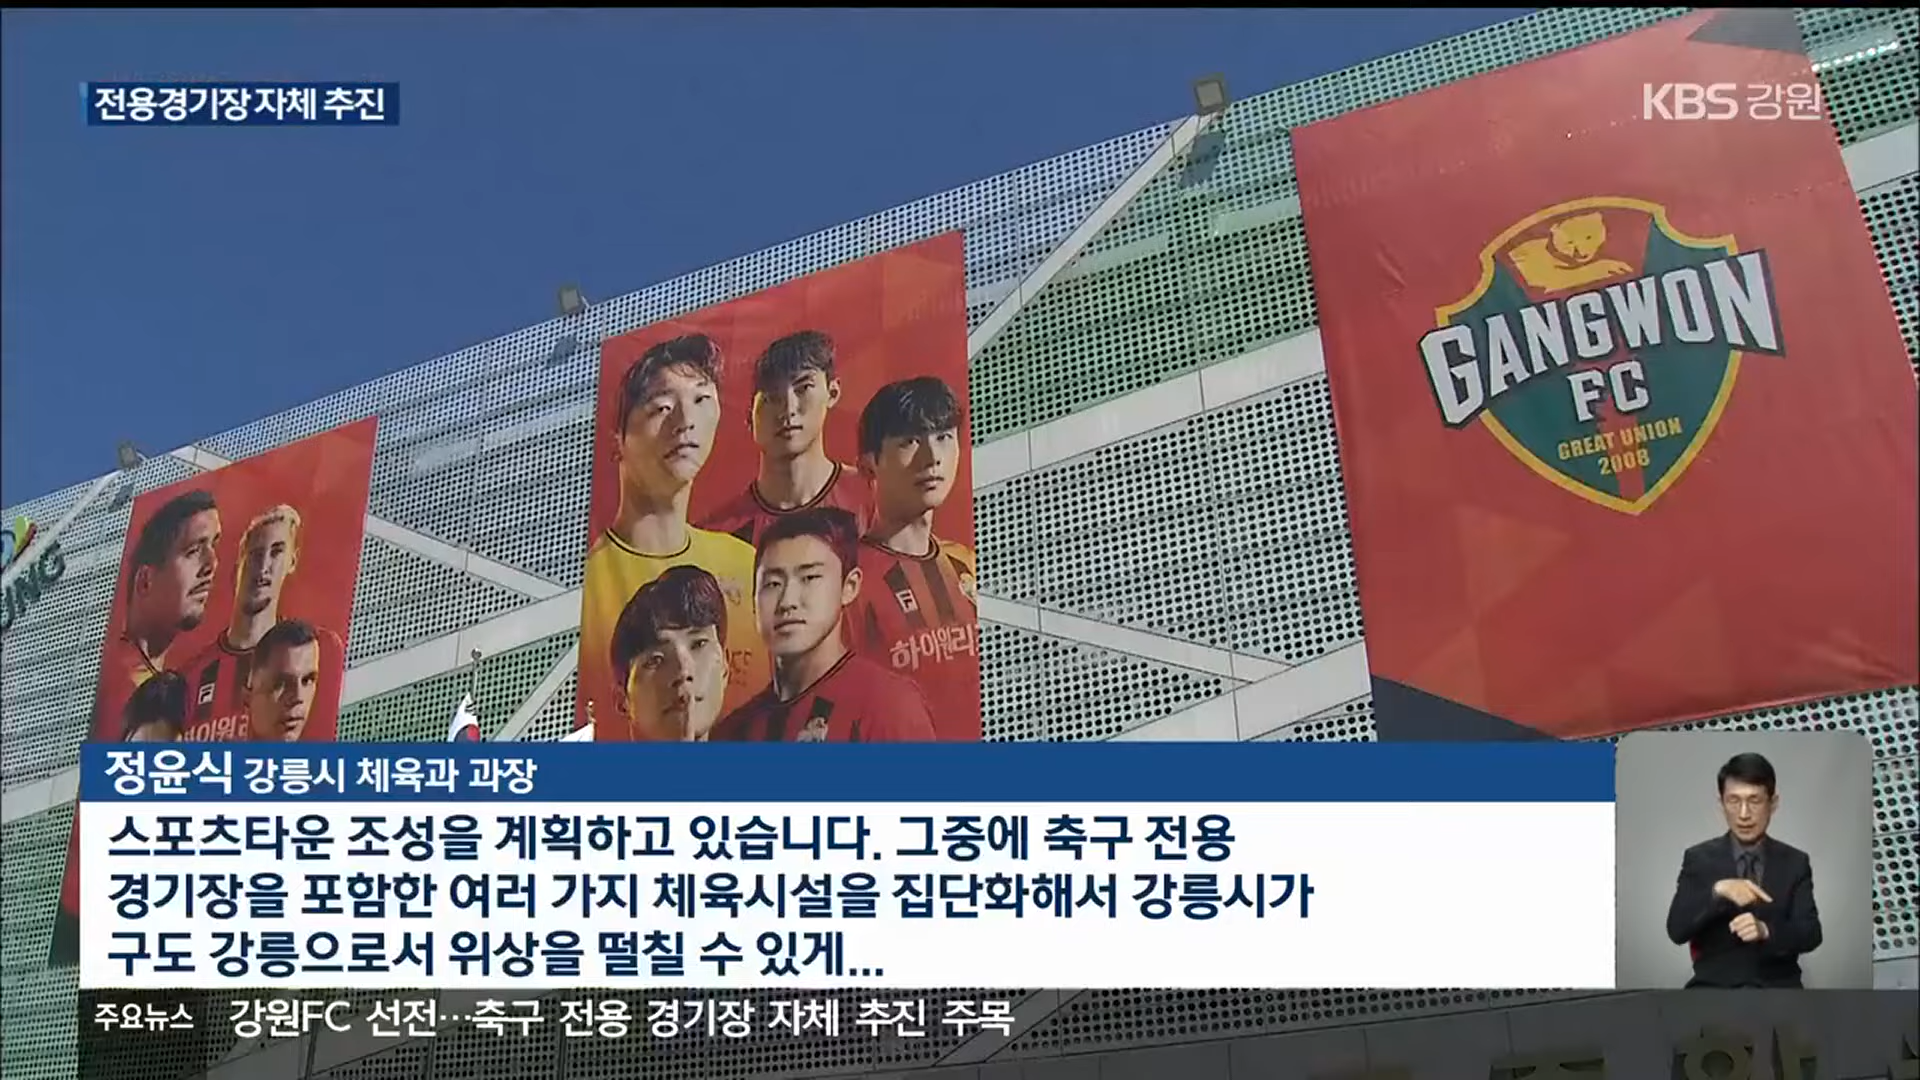 전용경기장 자체 추진
KBS 강원
GANGWON
FC
GREAT UNION
2008
하이원리
정윤식 강릉시 체육과 과장
스포츠타운 조성을 계획하고 있습니다. 그중에 축구 전용
경기장을 포함한 여러 가지 체육시설을 집단화해서 강릉시가
구도 강릉으로서 위상을 떨칠 수 있게...
주요뉴스 강원FC 선전…축구 전용 경기장 자체 추진 주목